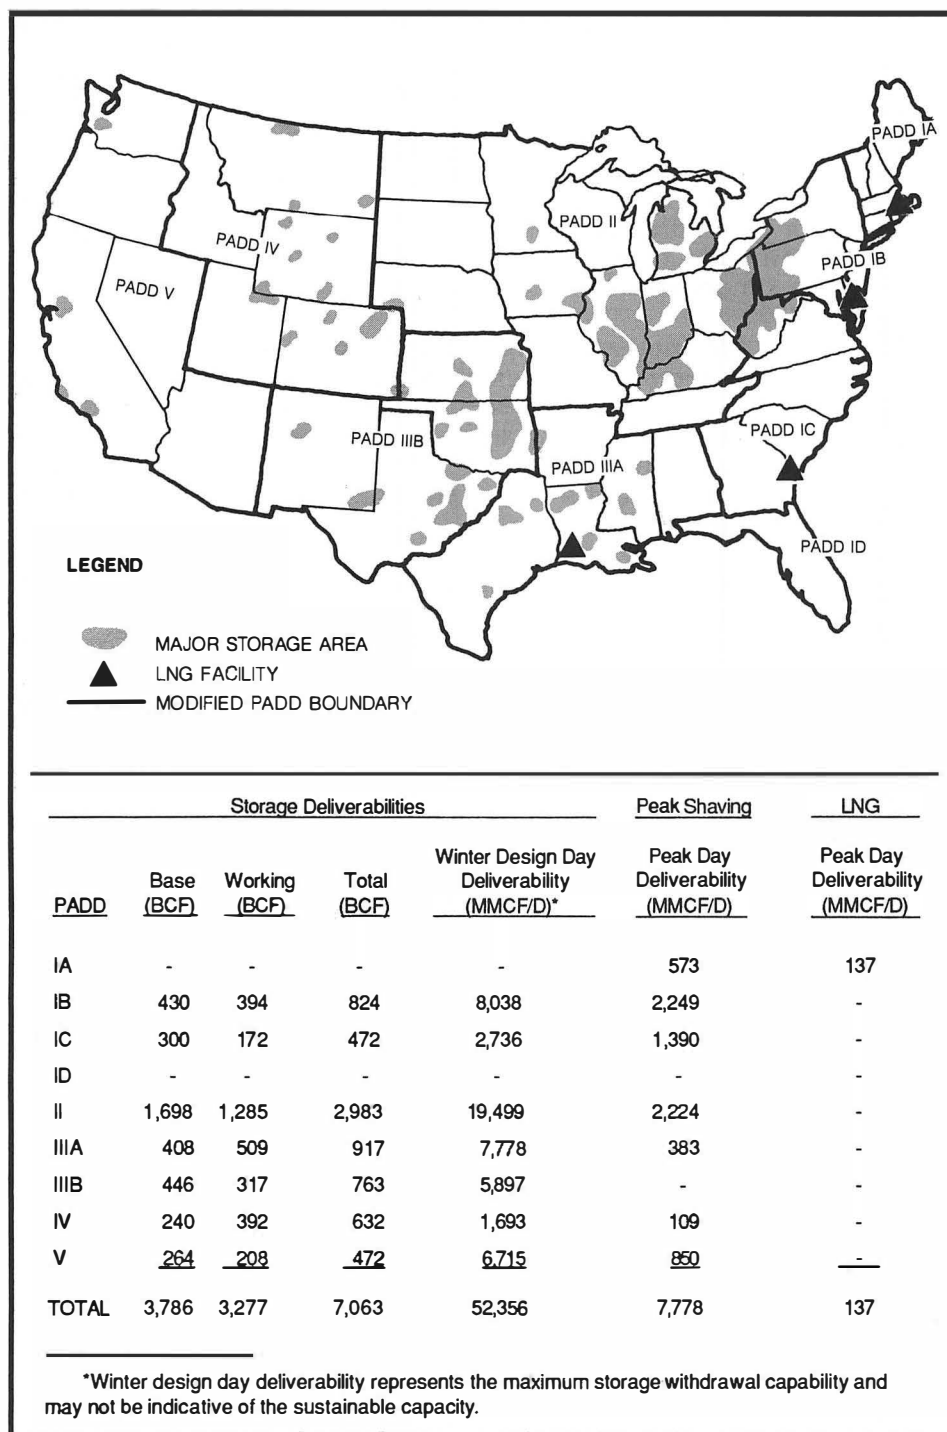 PADD IA
PADD II
PADD IV
PADD IB
PADD V
PADD IC
PADD IIIB
PADD IIIA
PADD ID
LEGEND
MAJOR STORAGE AREA
LNG FACILITY
MODIFIED PADD BOUNDARY
Storage Deliverabilities Peak Shaving LNG
Winter Design Day Peak Day Peak Day
Base Working Total Deliverability Deliverability Deliverability
PADD (BCF) (BCF) (BCF) (MMCF/D)* (MMCF/D) (MMCF/D)
IA - - - - 573 137
IB 430 394 824 8,038 2,249 -
IC 300 172 472 2,736 1,390 -
ID - - - - - -
II 1,698 1,285 2,983 19,499 2,224 -
IIIA 408 509 917 7,778 383 -
IIIB 446 317 763 5,897 - -
IV 240 392 632 1,693 109 -
V 264 208 472 6,715 850 -
TOTAL 3,786 3,277 7,063 52,356 7,778 137
*Winter design day deliverability represents the maximum storage withdrawal capability and
may not be indicative of the sustainable capacity.